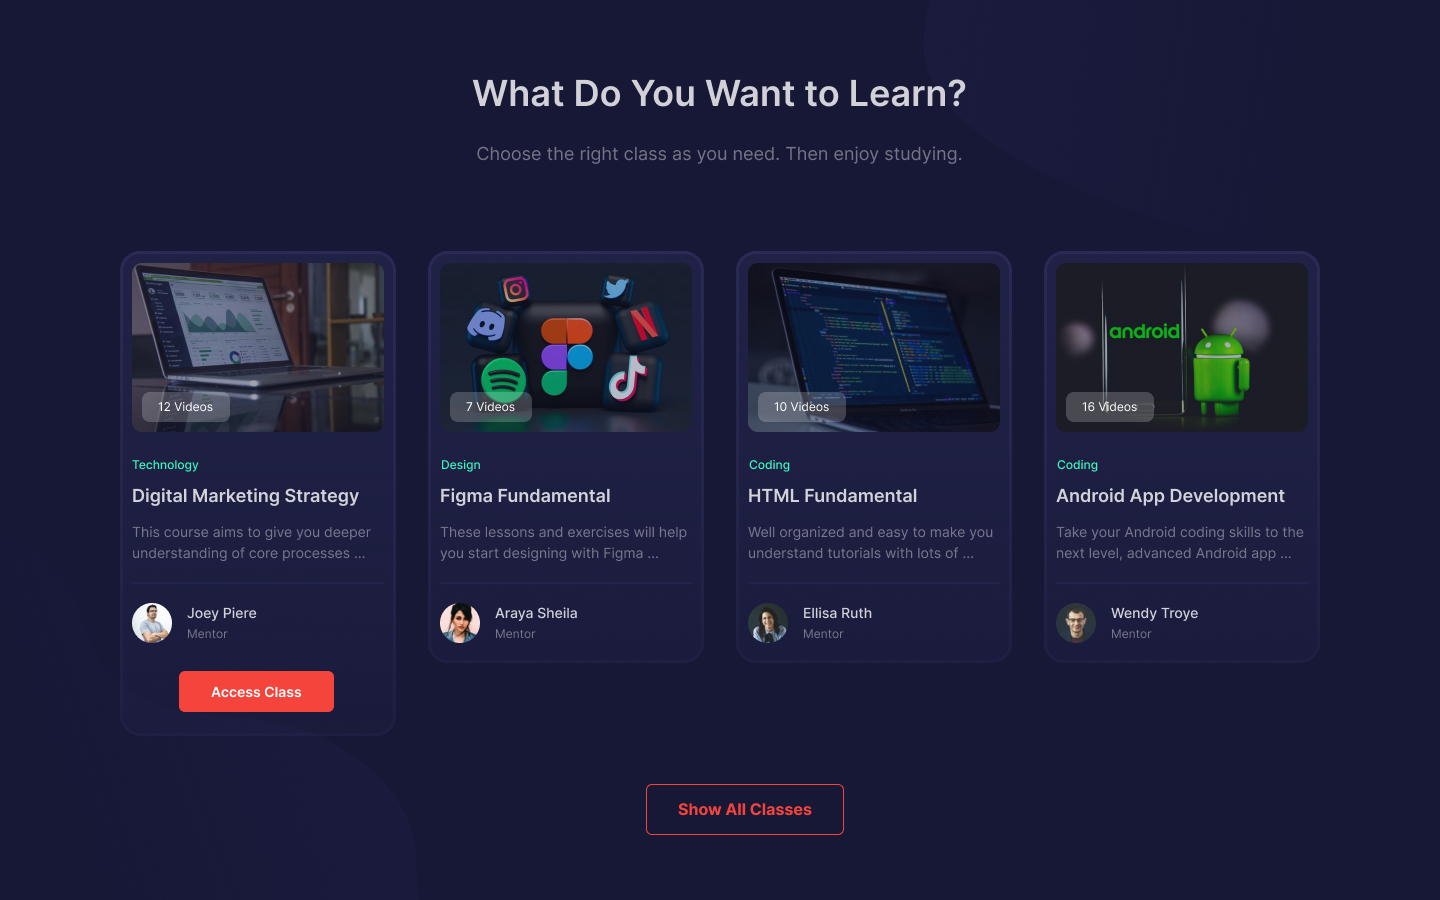 What Do You Want to Learn?
Choose the right class as you need. Then enjoy studying.
12 Videos
Technology
Digital Marketing Strategy
This course aims to give you deeper
understanding of core processes ...
Joey Piere
Mentor
Access Class
7 Videos
Design
Figma Fundamental
These lessons and exercises will help
you start designing with Figma ...
Araya Sheila
Mentor
10 Videos
Coding
HTML Fundamental
Well organized and easy to make you
understand tutorials with lots of ...
Ellisa Ruth
Mentor
android
16 Videos
Coding
Android App Development
Take your Android coding skills to the
next level, advanced Android app ...
Wendy Troye
Mentor
Show All Classes